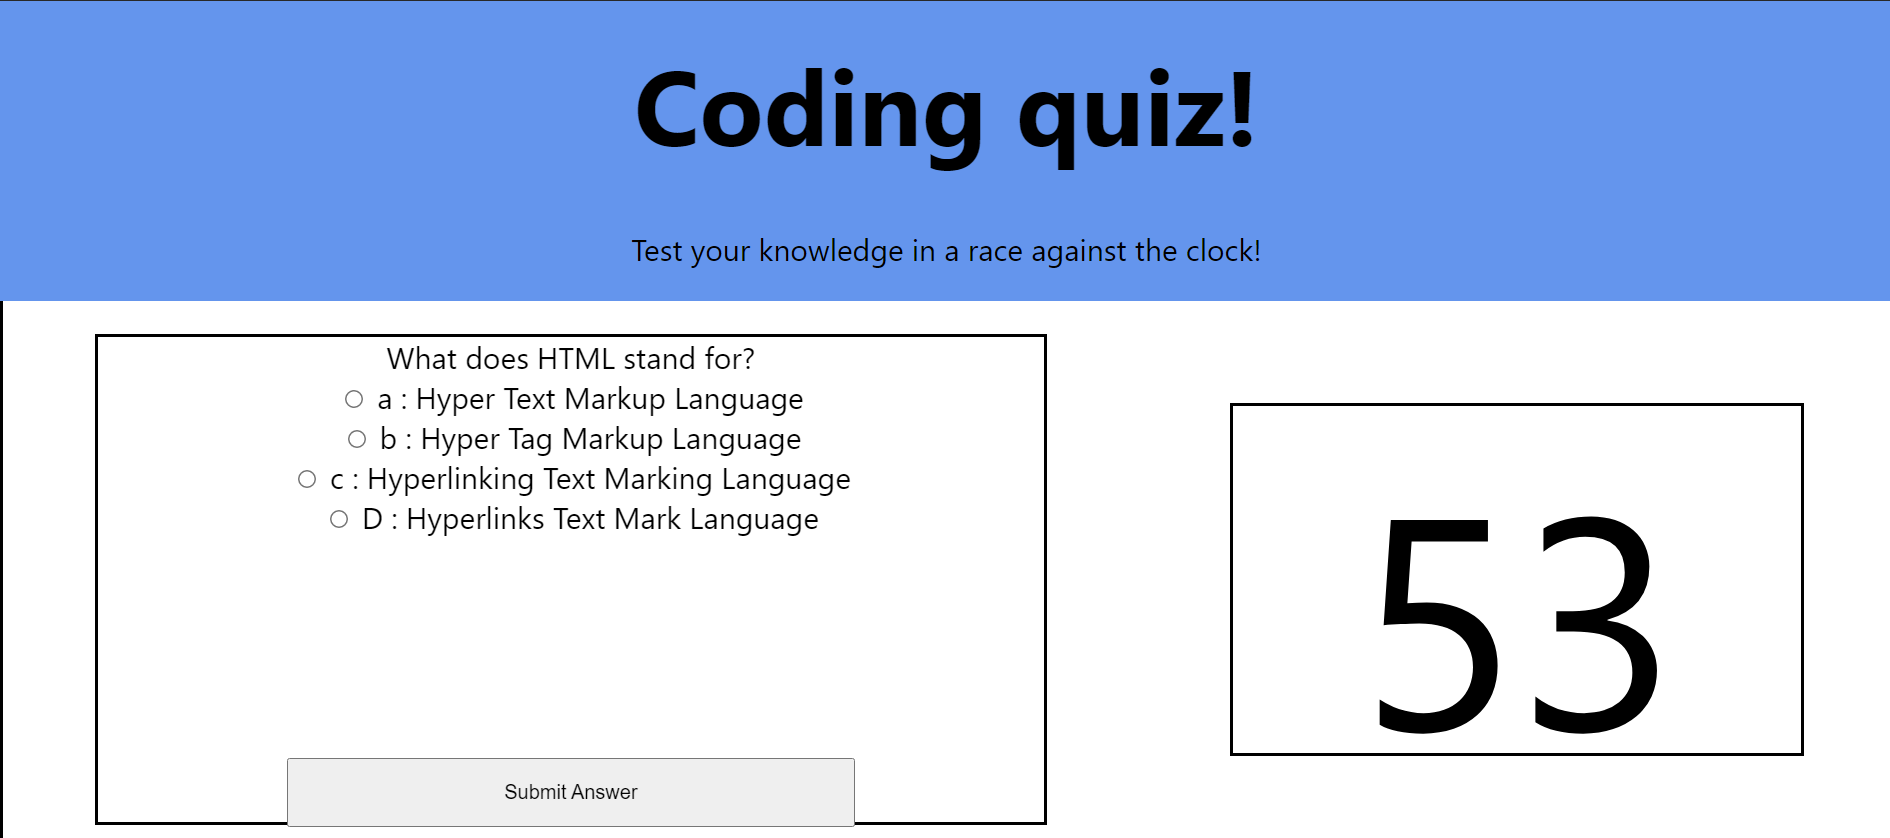 Coding quiz!
Test your knowledge in a race against the clock!
What does HTML stand for?
a : Hyper Text Markup Language
b : Hyper Tag Markup Language
c : Hyperlinking Text Marking Language
D : Hyperlinks Text Mark Language
Submit Answer
53